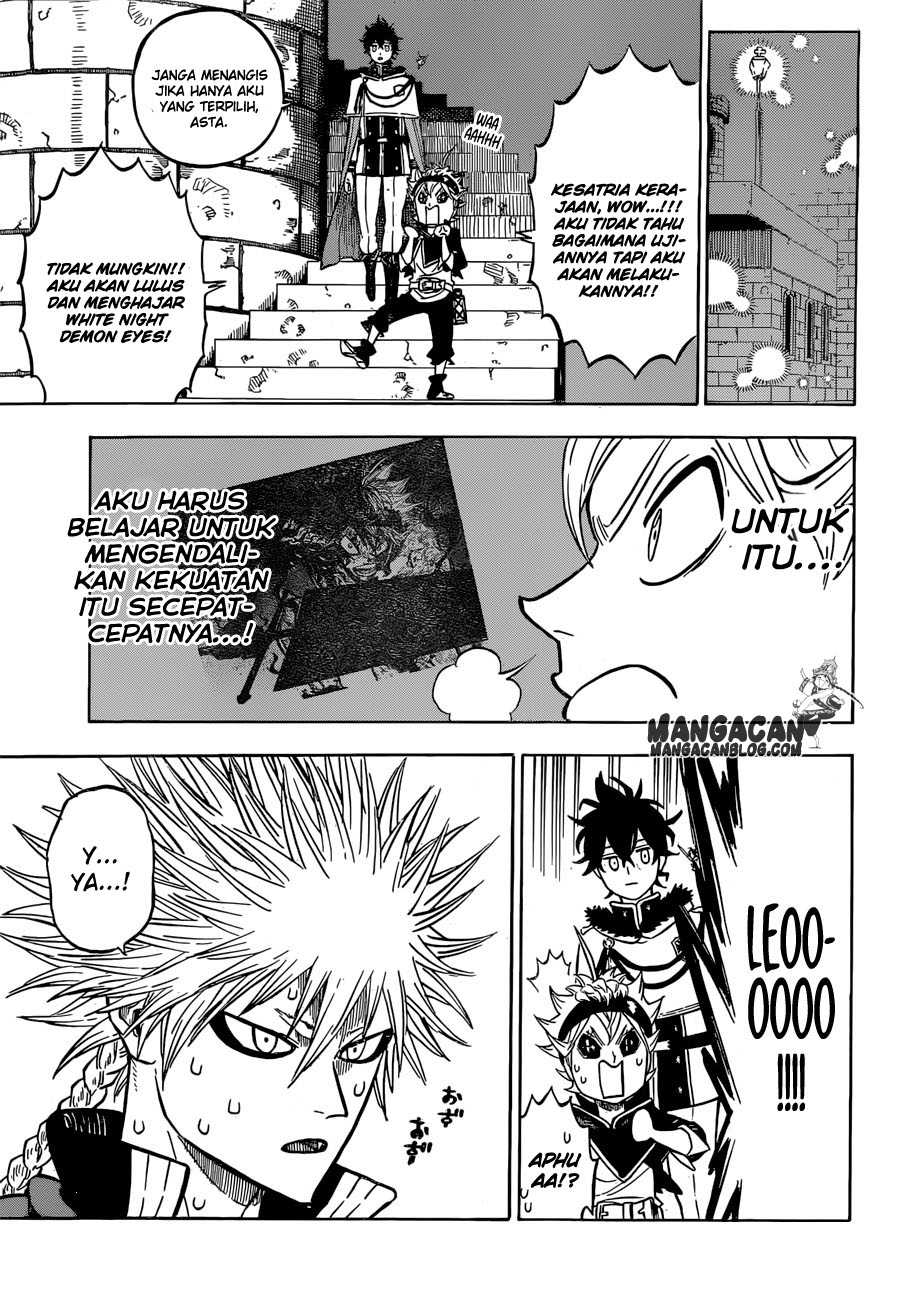 KESATRIA KERA-
JAAN, WOW...!!!
AKU TIDAK TAHU
BAGAIMANA UJI-
ANNYA TAPI AKU
AKAN MELAKU-
KANNYA!!
WAA
AAHHH
JANGA MENANGIS
JIKA HANYA AKU
YANG TERPILIH,
ASTA.
TIDAK MUNGKIN!!
AKU AKAN LULUS
DAN MENGHAJAR
WHITE NIGHT
DEMON EYES!
UNTUK
ITU....
AKU HARUS
BELAJAR UNTUK
MENGENDALI-
KAN KEKUATAN
ITU SECEPAT-
CEPATNYA...!
MANGACAN
MANGACANBLOG.COM
LEOO-
OOOO
!!!!
APHU
AA!?
Y...
YA...!
おず
おず